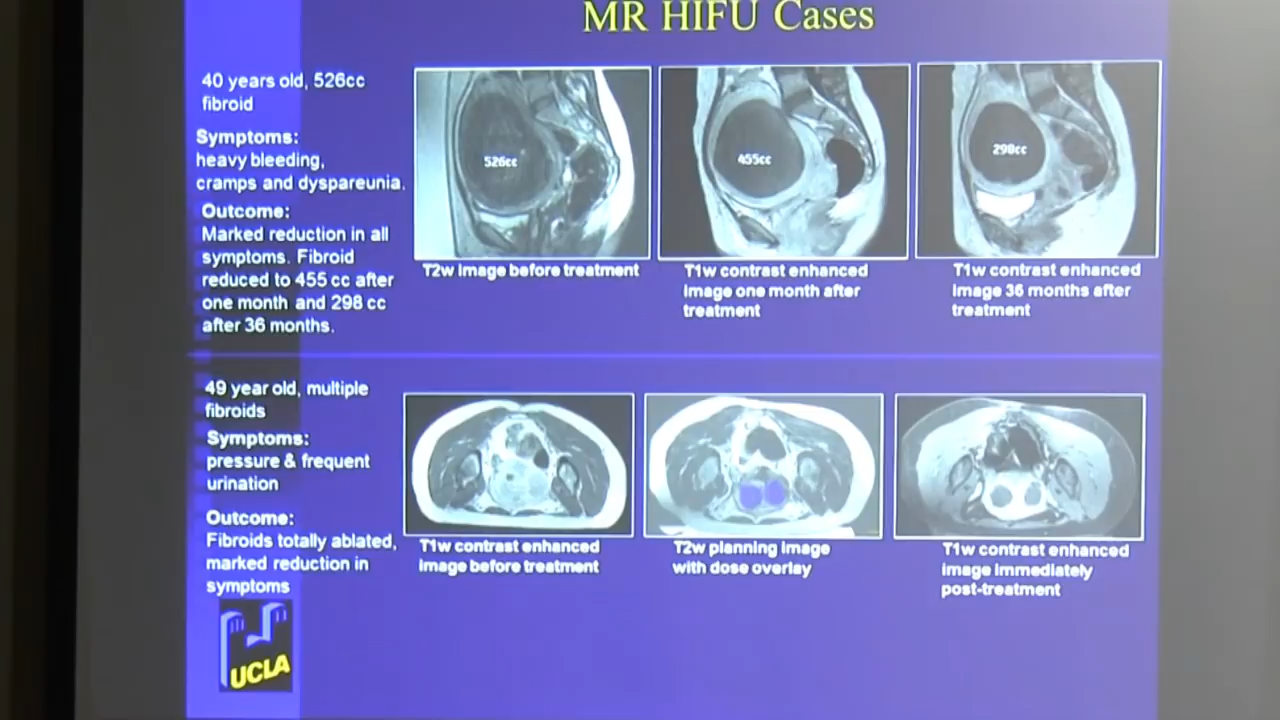 MR HIFU Cases
40 years old, 526cc
fibroid
Symptoms:
heavy bleeding,
cramps and dyspareunia.
Outcome:
Marked reduction in all
symptoms. Fibroid
reduced to 455 cc after
one month and 298 cc
after 36 months.
526cc
T2w image before treatment
455cc
T1w contrast enhanced
image one month after
treatment
298cc
T1w contrast enhanced
image 36 months after
treatment
49 year old, multiple
fibroids
Symptoms:
pressure & frequent
urination
Outcome:
Fibroids totally ablated,
marked reduction in
symptoms
T1w contrast enhanced
image before treatment
T2w planning image
with dose overlay
T1w contrast enhanced
image immediately
post-treatment
UCLA